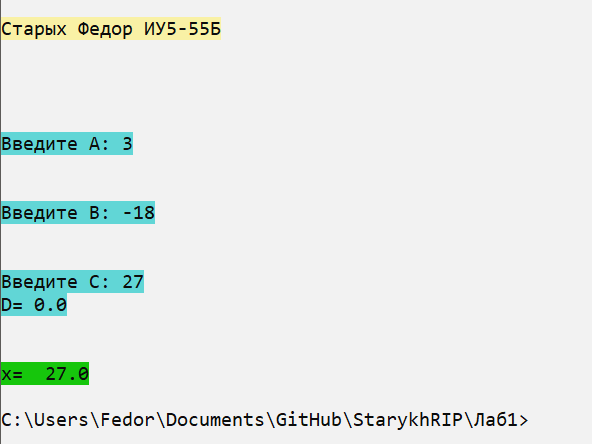 Старых Федор ИУ5-55Б
Введите A: 3
Введите B: -18
Введите C: 27
D= 0.0
x=  27.0
C:\Users\Fedor\Documents\GitHub\StarykhRIP\Лаб1>